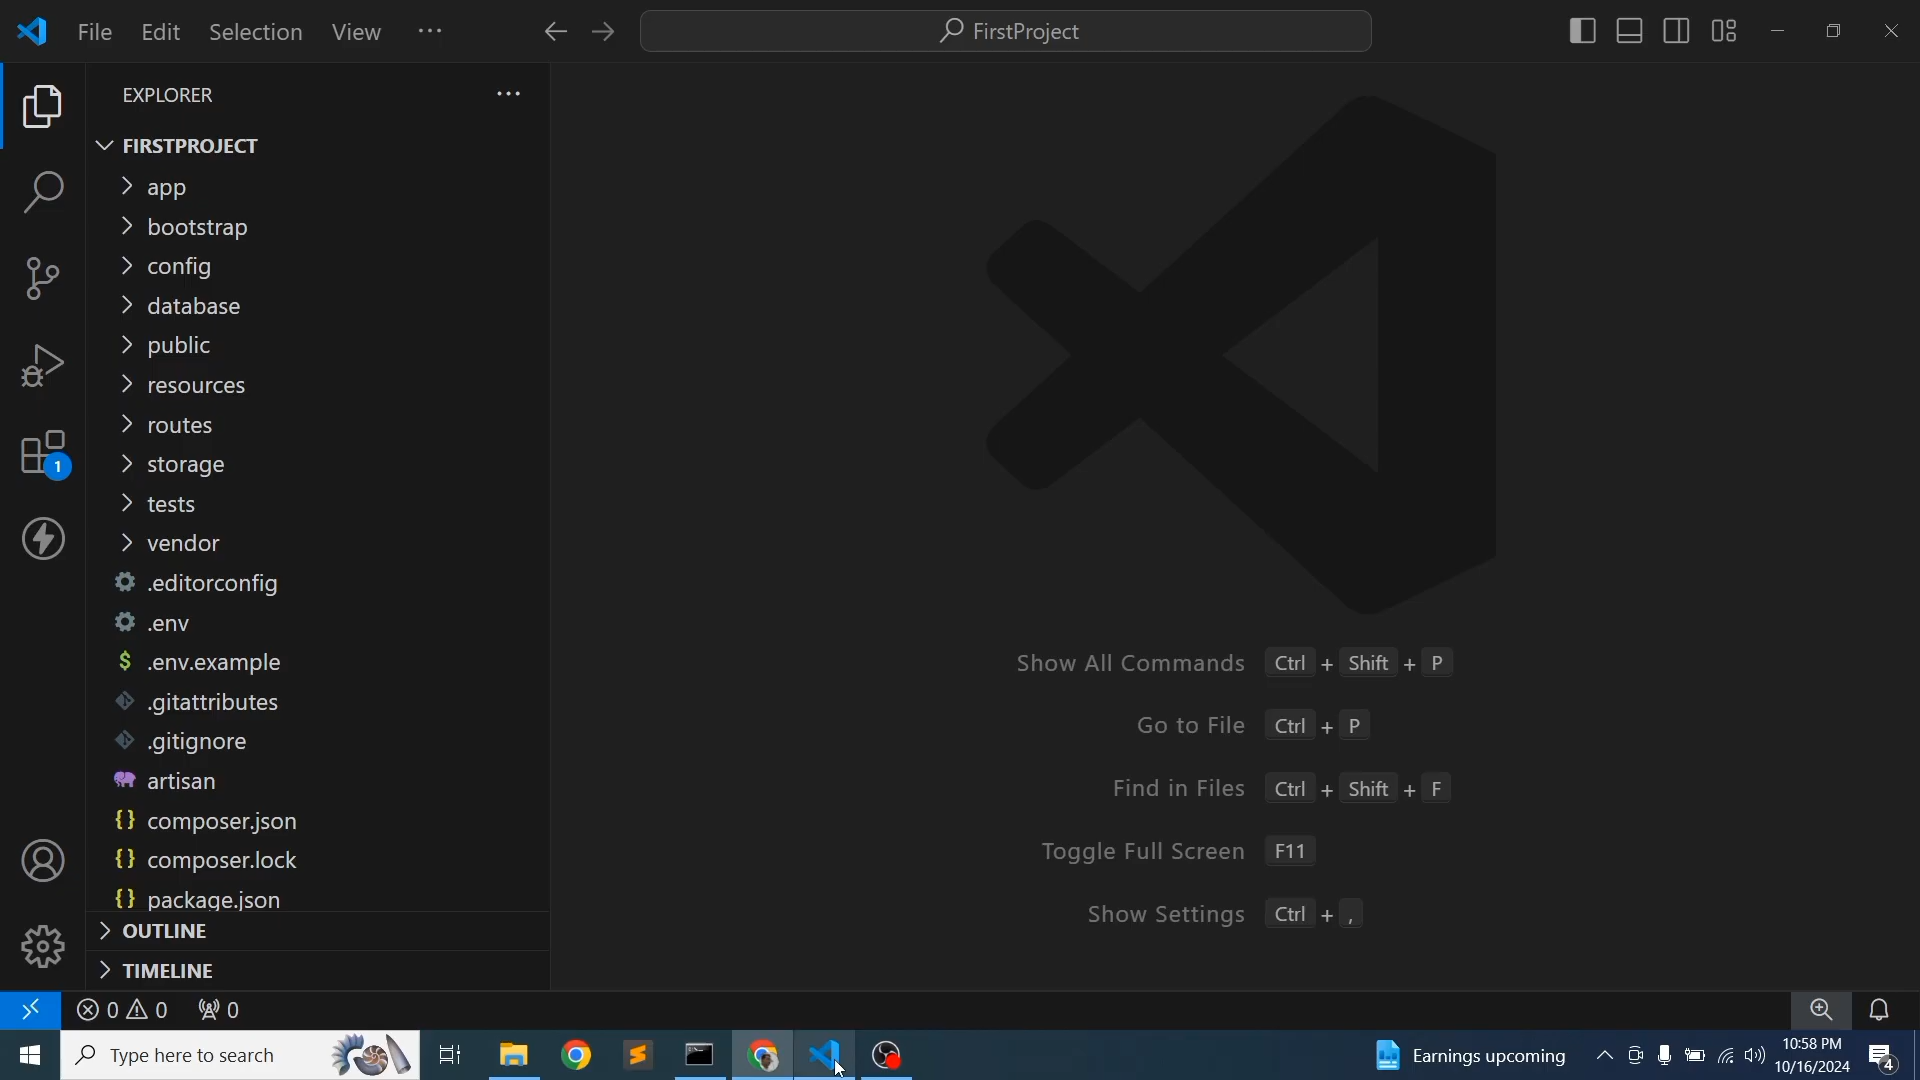 File Edit Selection View ···
FirstProject
EXPLORER ···
FIRSTPROJECT
app
bootstrap
config
database
public
resources
routes
storage
tests
vendor
.editorconfig
.env
$ .env.example
.gitattributes
.gitignore
artisan
{} composer.json
{} composer.lock
{} package.json
OUTLINE
TIMELINE
1
Show All Commands Ctrl + Shift + P
Go to File Ctrl + P
Find in Files Ctrl + Shift + F
Toggle Full Screen F11
Show Settings Ctrl + ,
0 0 0
Type here to search
Earnings upcoming
10:58 PM
10/16/2024
4